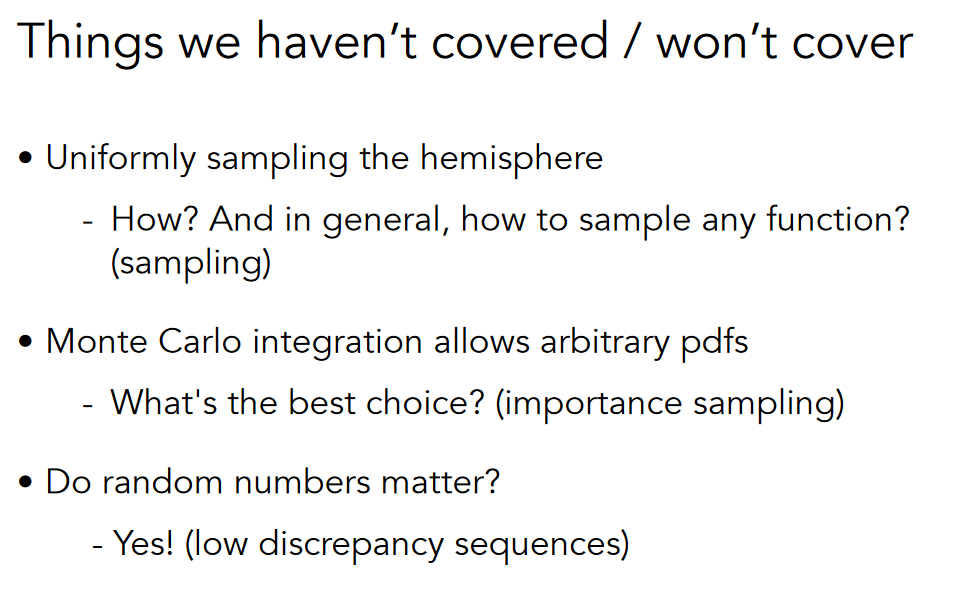 Things we haven’t covered / won’t cover
• Uniformly sampling the hemisphere
- How? And in general, how to sample any function?
(sampling)
• Monte Carlo integration allows arbitrary pdfs
- What's the best choice? (importance sampling)
• Do random numbers matter?
- Yes! (low discrepancy sequences)